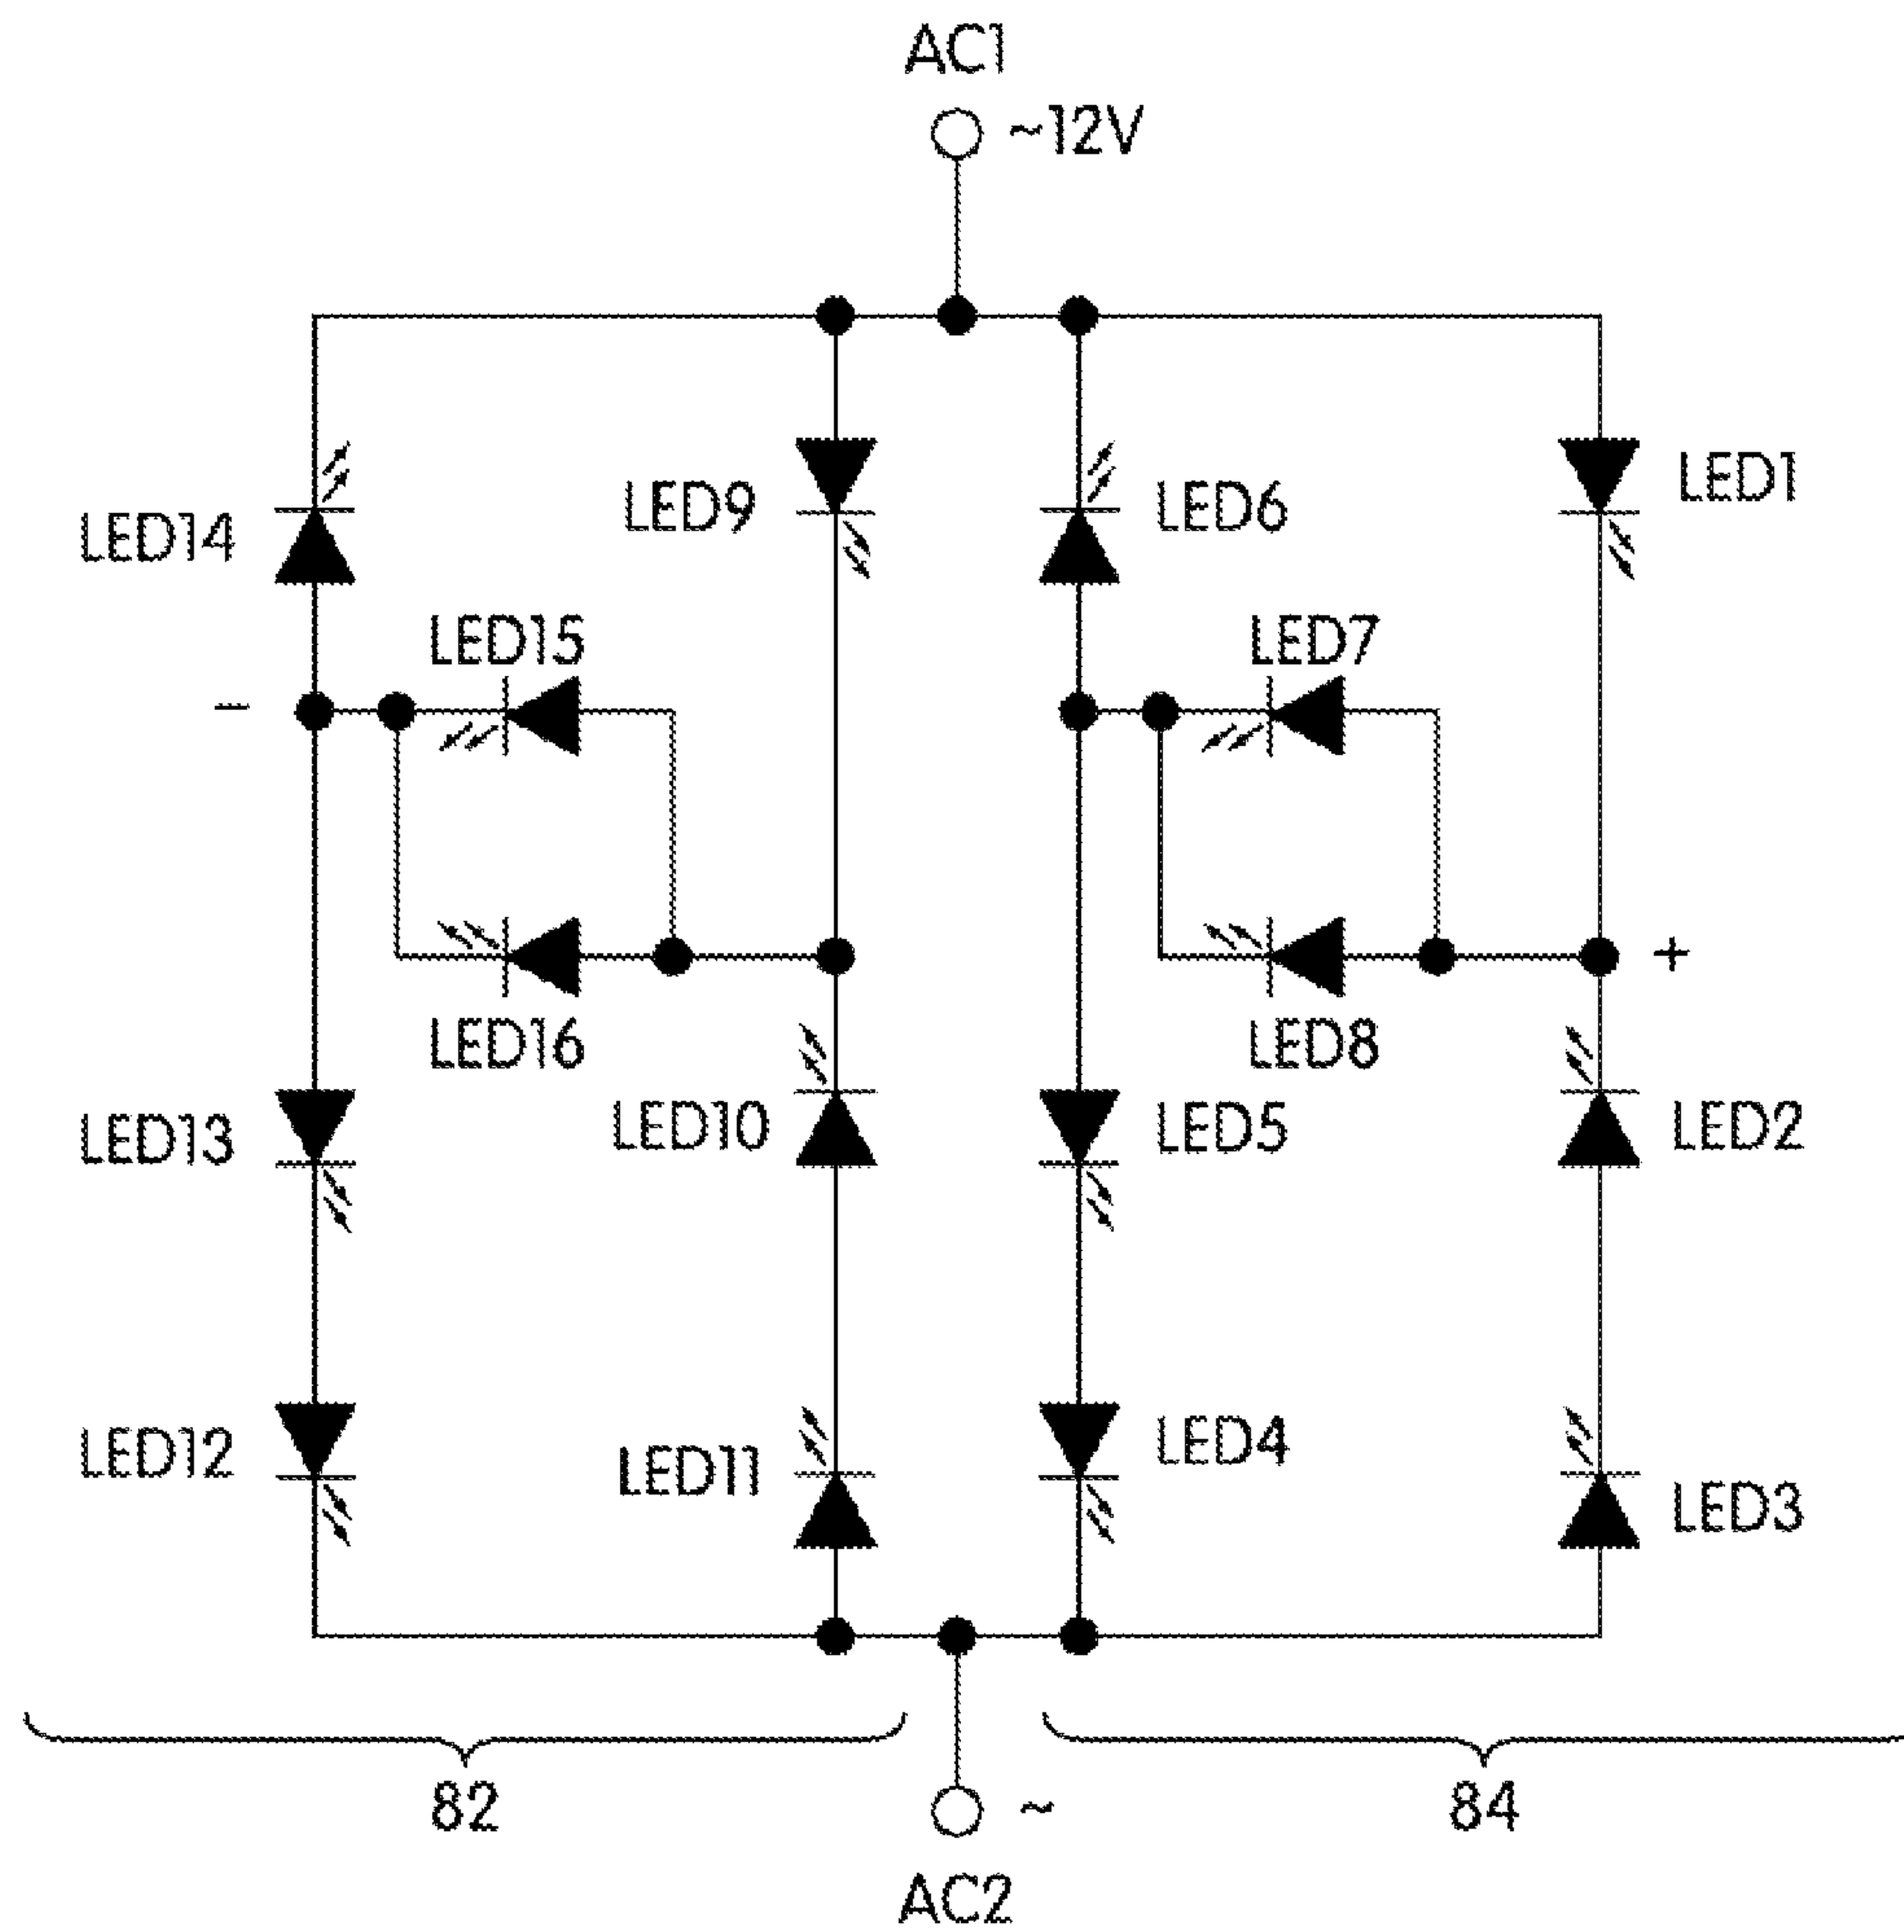 AC1
~12V
LED14
LED9
LED6
LED1
LED15
LED7
−
+
LED16
LED8
LED13
LED10
LED5
LED2
LED12
LED11
LED4
LED3
82
84
~
AC2